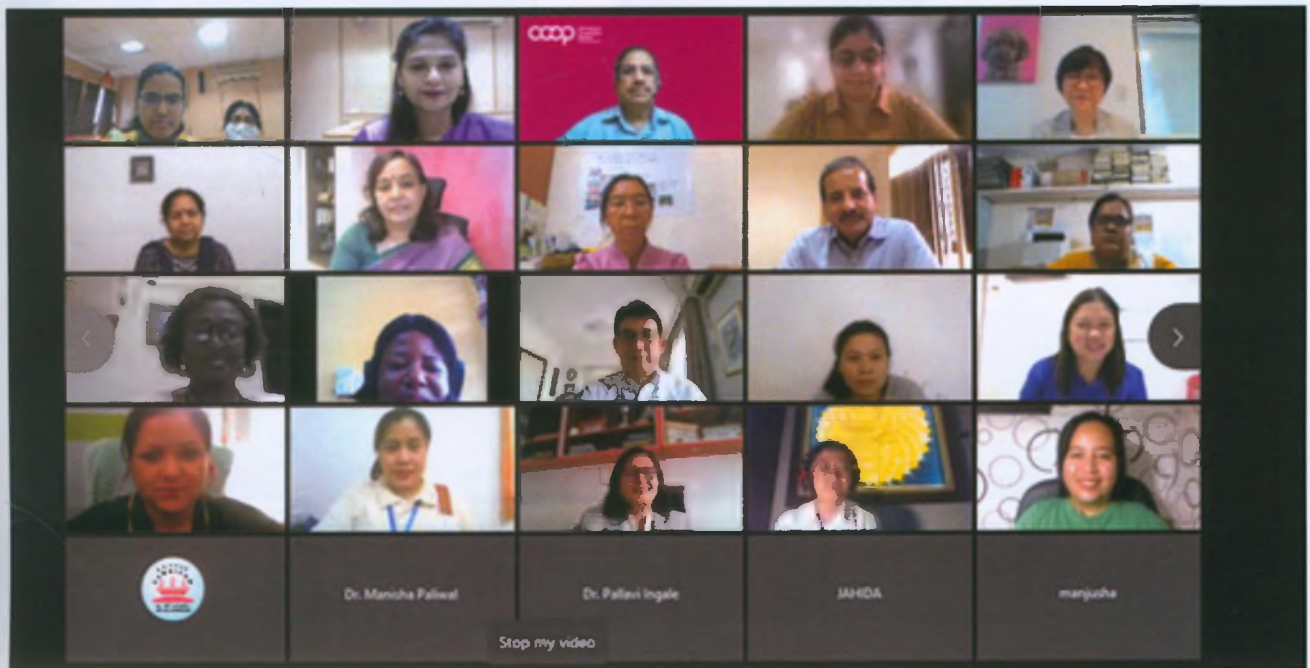 coop
Dr. Manisha Paliwal
Dr. Pallavi Ingale
JAHIDA
manjusha
Stop my video